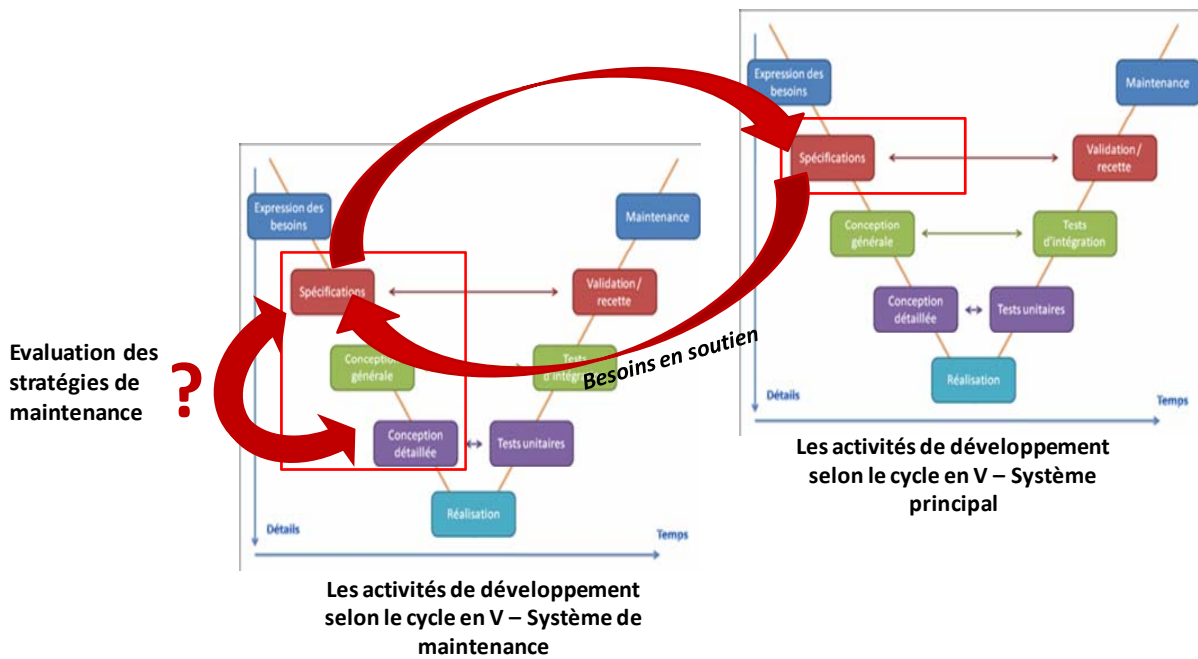 Expression des
besoins
Maintenance
Spécifications
Validation /
recette
Conception
générale
Tests
d'intégration
Conception
détaillée
Tests unitaires
Réalisation
Détails
Temps
Les activités de développement
selon le cycle en V – Système
principal
Besoins en soutien
Evaluation des
stratégies de
maintenance
?
Expression des
besoins
Maintenance
Spécifications
Validation /
recette
Conception
générale
Tests
d'intégration
Conception
détaillée
Tests unitaires
Réalisation
Détails
Temps
Les activités de développement
selon le cycle en V – Système de
maintenance